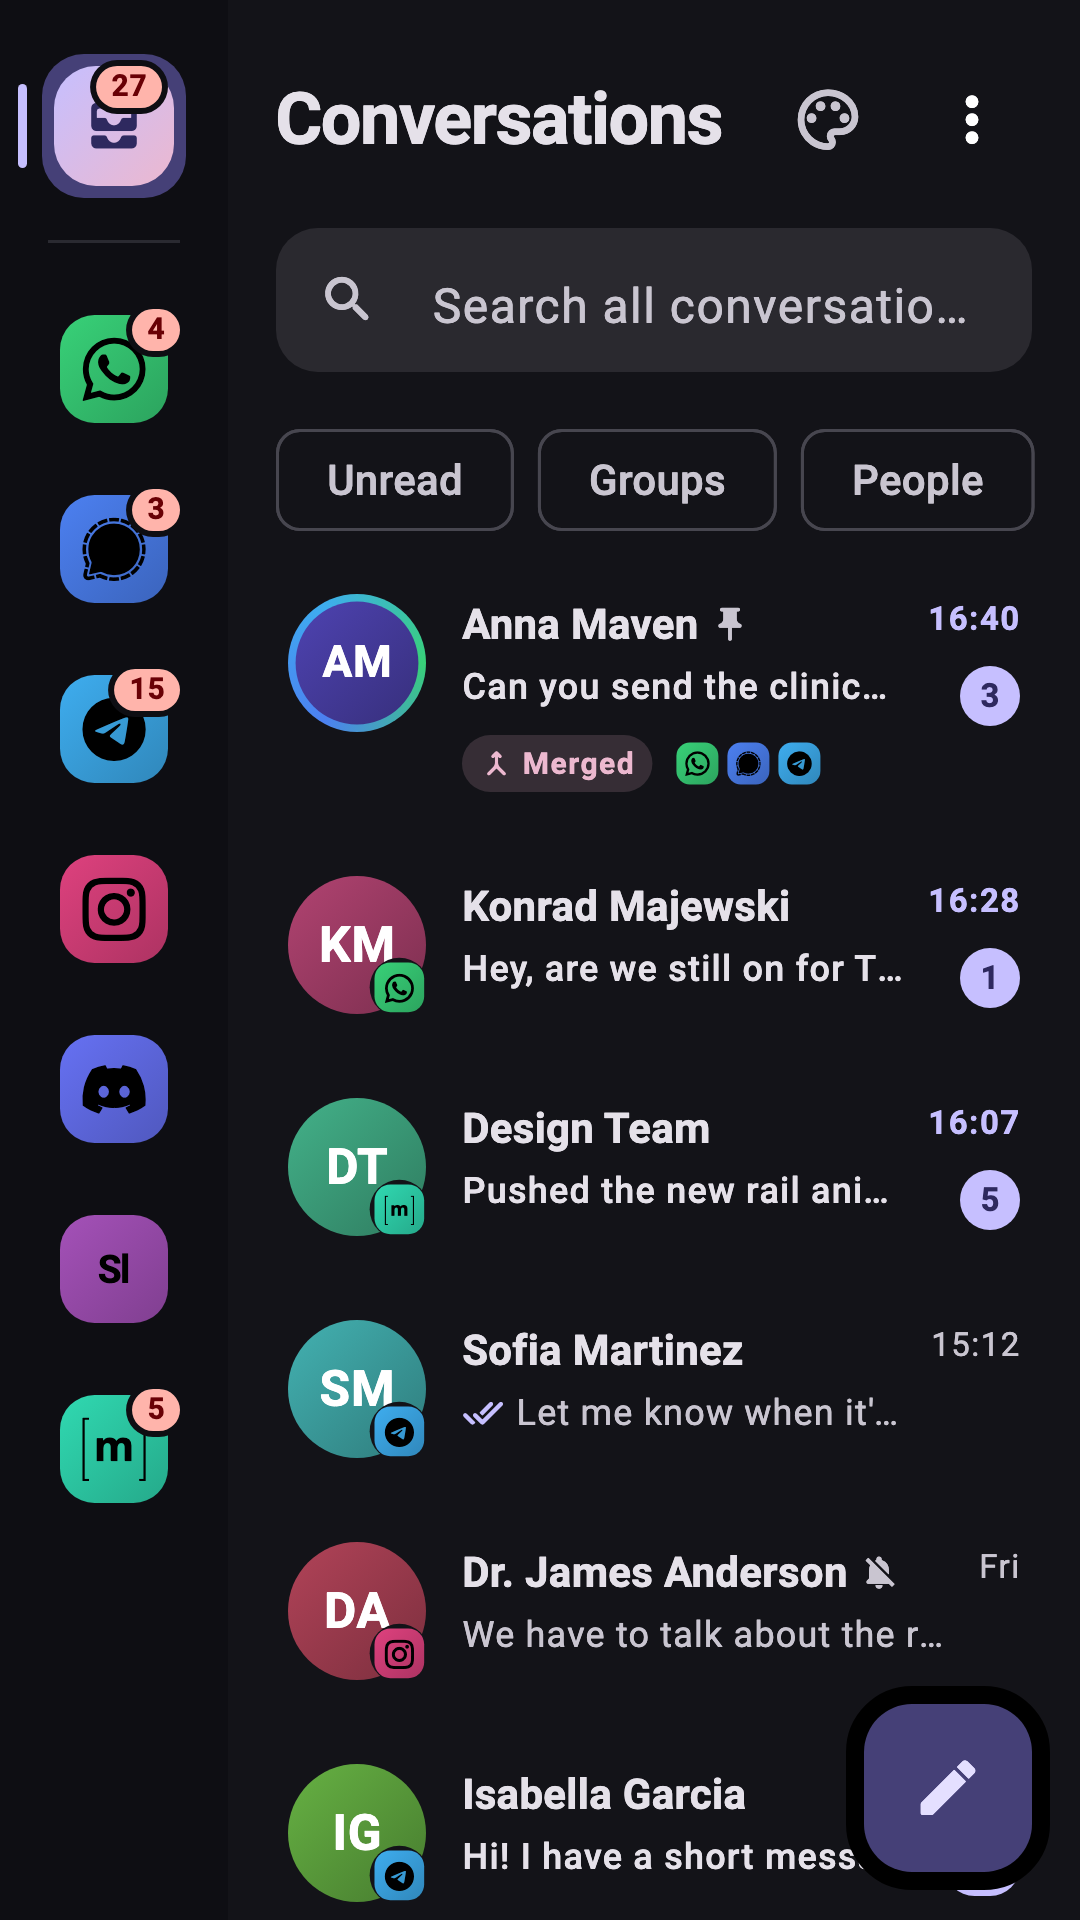 27
Conversations
Search all conversatio…
4
Unread
Groups
People
3
Anna Maven
16:40
AM
Can you send the clinic…
3
15
Merged
Konrad Majewski
16:28
KM
Hey, are we still on for T…
1
Design Team
16:07
DT
Pushed the new rail ani…
5
[m]
SI
Sofia Martinez
15:12
SM
Let me know when it'…
5
[m]
Dr. James Anderson
Fri
DA
We have to talk about the r…
Isabella Garcia
IG
Hi! I have a short mess